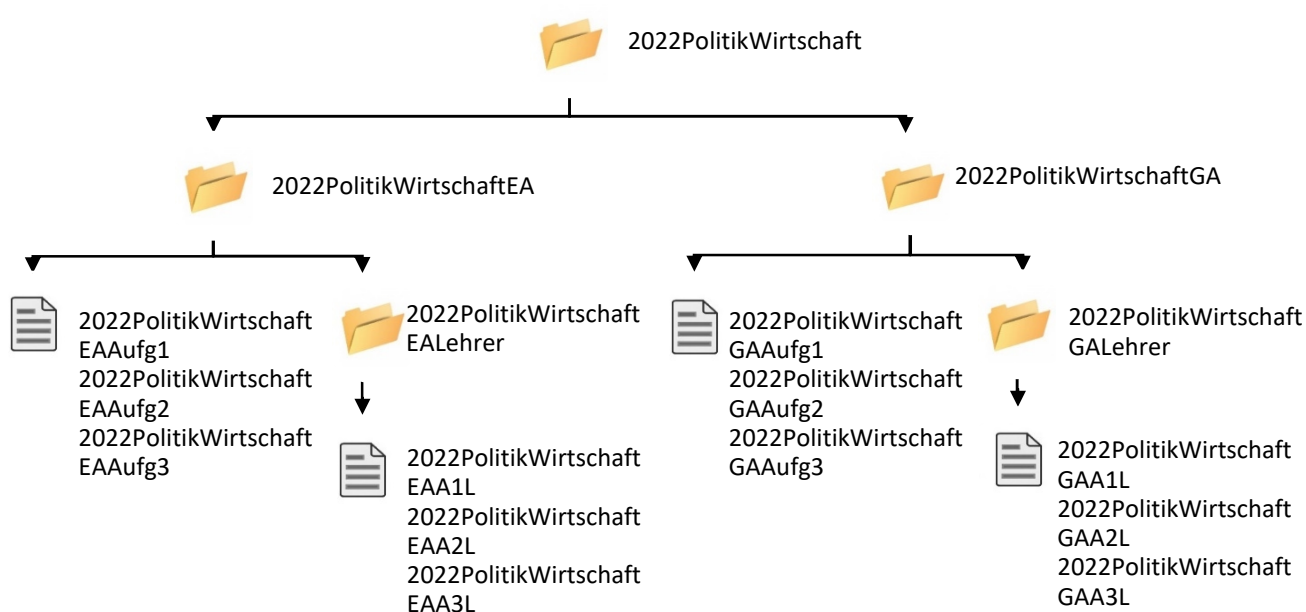 2022PolitikWirtschaft
2022PolitikWirtschaftEA
2022PolitikWirtschaftGA
2022PolitikWirtschaft
EAAufg1
2022PolitikWirtschaft
EAAufg2
2022PolitikWirtschaft
EAAufg3
2022PolitikWirtschaft
EALehrer
2022PolitikWirtschaft
EAA1L
2022PolitikWirtschaft
EAA2L
2022PolitikWirtschaft
EAA3L
2022PolitikWirtschaft
GAAufg1
2022PolitikWirtschaft
GAAufg2
2022PolitikWirtschaft
GAAufg3
2022PolitikWirtschaft
GALehrer
2022PolitikWirtschaft
GAA1L
2022PolitikWirtschaft
GAA2L
2022PolitikWirtschaft
GAA3L